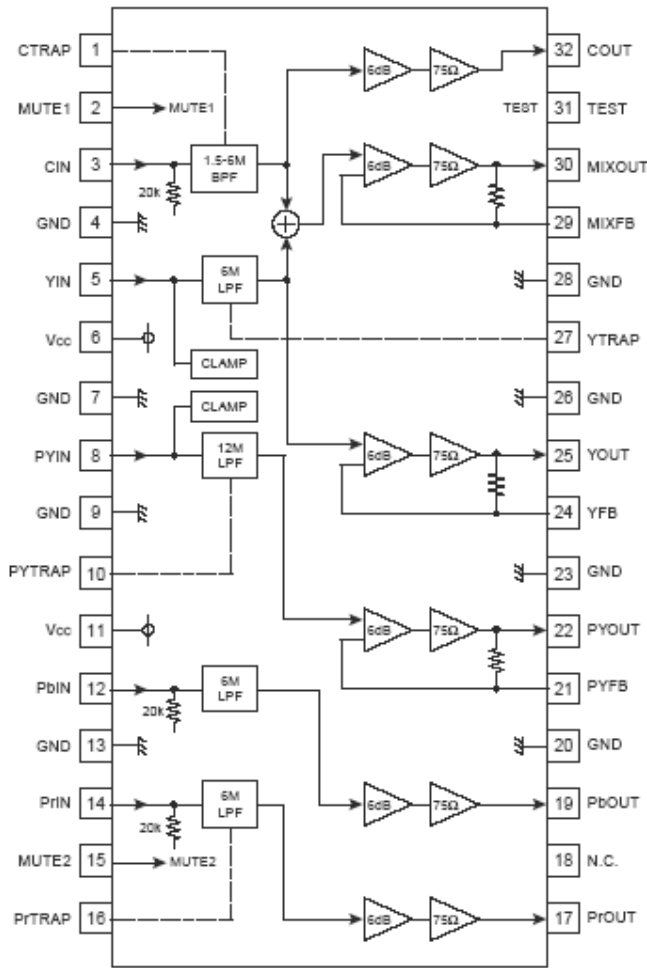 CTRAP 1 6dB 75Ω 32 COUT
MUTE1 2 MUTE1 TEST 31 TEST
CIN 3 1.5-6M BPF 6dB 75Ω 30 MIXOUT
20k
GND 4 29 MIXFB
YIN 5 6M LPF 28 GND
Vcc 6 27 YTRAP
CLAMP
GND 7 CLAMP 26 GND
PYIN 8 12M LPF 6dB 75Ω 25 YOUT
GND 9 24 YFB
PYTRAP 10 23 GND
Vcc 11 6dB 75Ω 22 PYOUT
PbIN 12 6M LPF 21 PYFB
20k
GND 13 20 GND
PrIN 14 6M LPF 6dB 75Ω 19 PbOUT
20k
MUTE2 15 MUTE2 18 N.C.
PrTRAP 16 6dB 75Ω 17 PrOUT